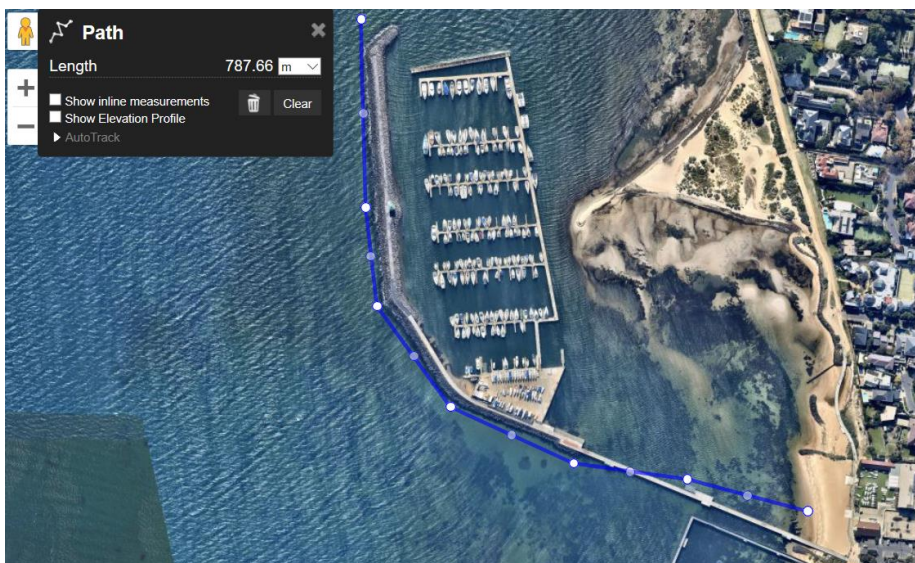 Path
Length 787.66 m
Show inline measurements
Clear
Show Elevation Profile
AutoTrack